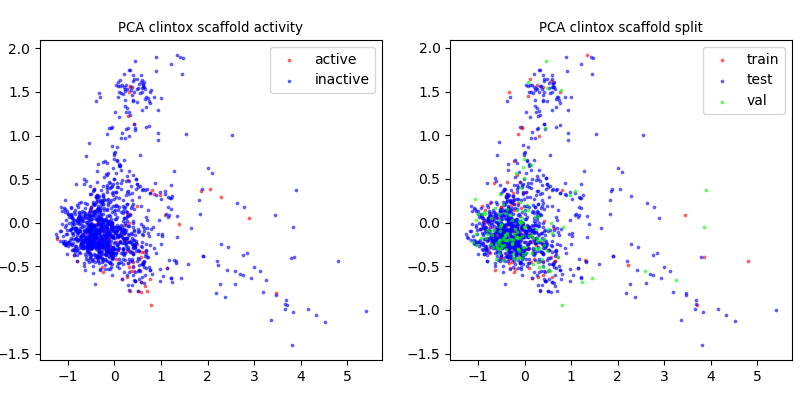 PCA clintox scaffold activity
2.0
1.5
1.0
0.5
0.0
−0.5
−1.0
−1.5
−1 0 1 2 3 4 5
active
inactive
PCA clintox scaffold split
2.0
1.5
1.0
0.5
0.0
−0.5
−1.0
−1.5
−1 0 1 2 3 4 5
train
test
val